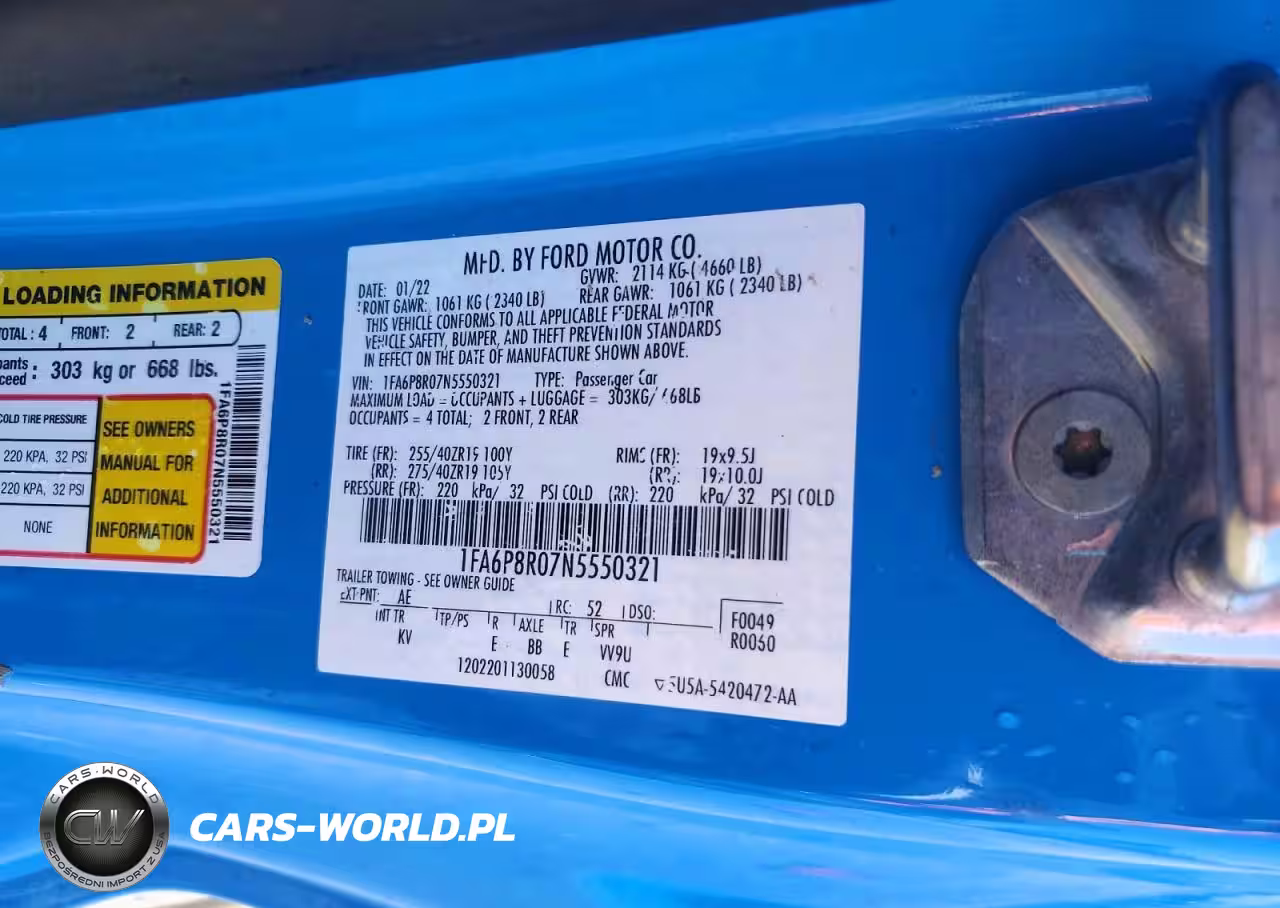 LOADING INFORMATION
TOTAL : 4 FRONT: 2 REAR: 2
pants
ceed : 303 kg or 668 lbs.
COLD TIRE PRESSURE
220 KPA, 32 PSI
220 KPA, 32 PSI
NONE
SEE OWNERS
MANUAL FOR
ADDITIONAL
INFORMATION
1FA6P8R07N5550321
MFD. BY FORD MOTOR CO.
DATE: 01/22 GVWR: 2114 KG ( 4660 LB)
FRONT GAWR: 1061 KG ( 2340 LB) REAR GAWR: 1061 KG ( 2340 LB)
THIS VEHICLE CONFORMS TO ALL APPLICABLE FEDERAL MOTOR
VEHICLE SAFETY, BUMPER, AND THEFT PREVENTION STANDARDS
IN EFFECT ON THE DATE OF MANUFACTURE SHOWN ABOVE.
VIN: 1FA6P8R07N5550321 TYPE: Passenger Car
MAXIMUM LOAD = OCCUPANTS + LUGGAGE = 303KG/ 668LB
OCCUPANTS = 4 TOTAL; 2 FRONT, 2 REAR
TIRE (FR): 255/40ZR19 100Y RIMS (FR): 19x9.5J
(RR): 275/40ZR19 105Y (RR): 19x10.0J
PRESSURE (FR): 220 kPa/ 32 PSI COLD (RR): 220 kPa/ 32 PSI COLD
1FA6P8R07N5550321
TRAILER TOWING - SEE OWNER GUIDE
EXT PNT: AE RC: 52 DSO: F0049
INT TR TP/PS R AXLE TR SPR R0060
KV E BB E VV9U
1202201130058 CMC 5U5A-5420472-AA
CARS-WORLD
CW
BEZPOŚREDNI IMPORT Z USA
CARS-WORLD.PL